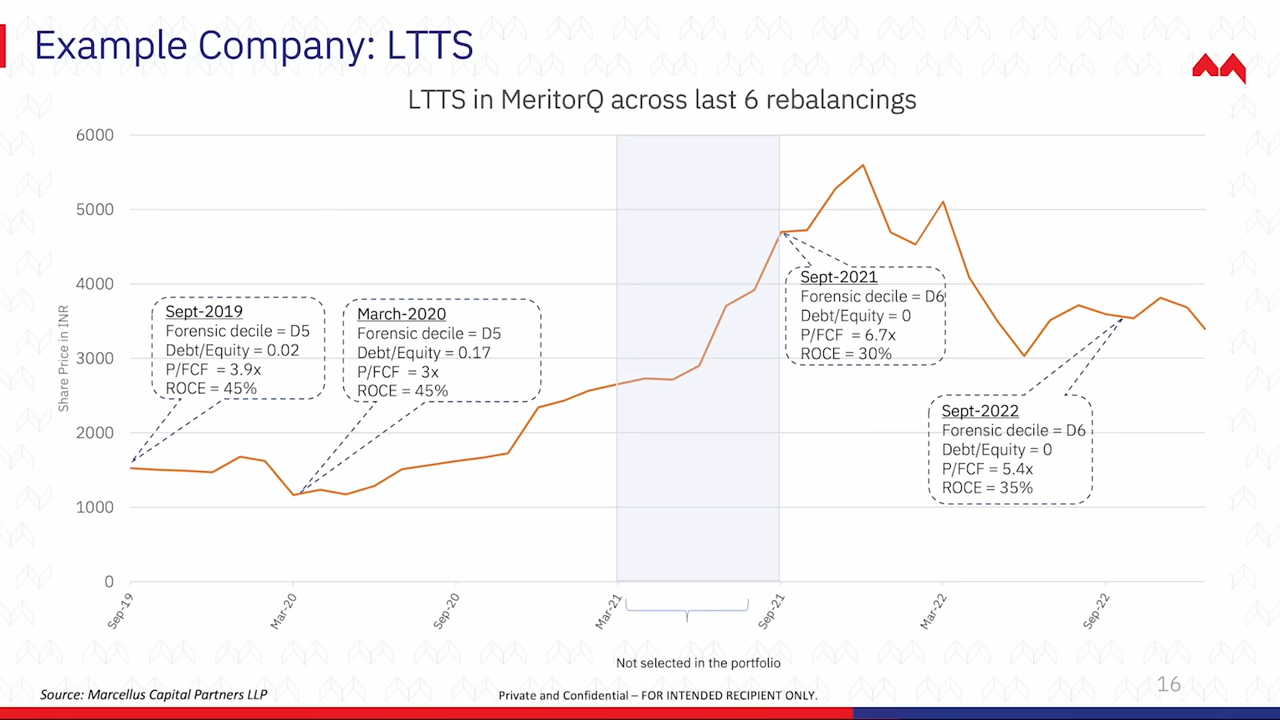 Example Company: LTTS
LTTS in MeritorQ across last 6 rebalancings
Share Price in INR
6000
5000
4000
3000
2000
1000
0
Sept-2019
Forensic decile = D5
Debt/Equity = 0.02
P/FCF = 3.9x
ROCE = 45%
March-2020
Forensic decile = D5
Debt/Equity = 0.17
P/FCF = 3x
ROCE = 45%
Sept-2021
Forensic decile = D6
Debt/Equity = 0
P/FCF = 6.7x
ROCE = 30%
Sept-2022
Forensic decile = D6
Debt/Equity = 0
P/FCF = 5.4x
ROCE = 35%
Sep-19
Mar-20
Sep-20
Mar-21
Sep-21
Mar-22
Sep-22
Not selected in the portfolio
Source: Marcellus Capital Partners LLP
Private and Confidential – FOR INTENDED RECIPIENT ONLY.
16